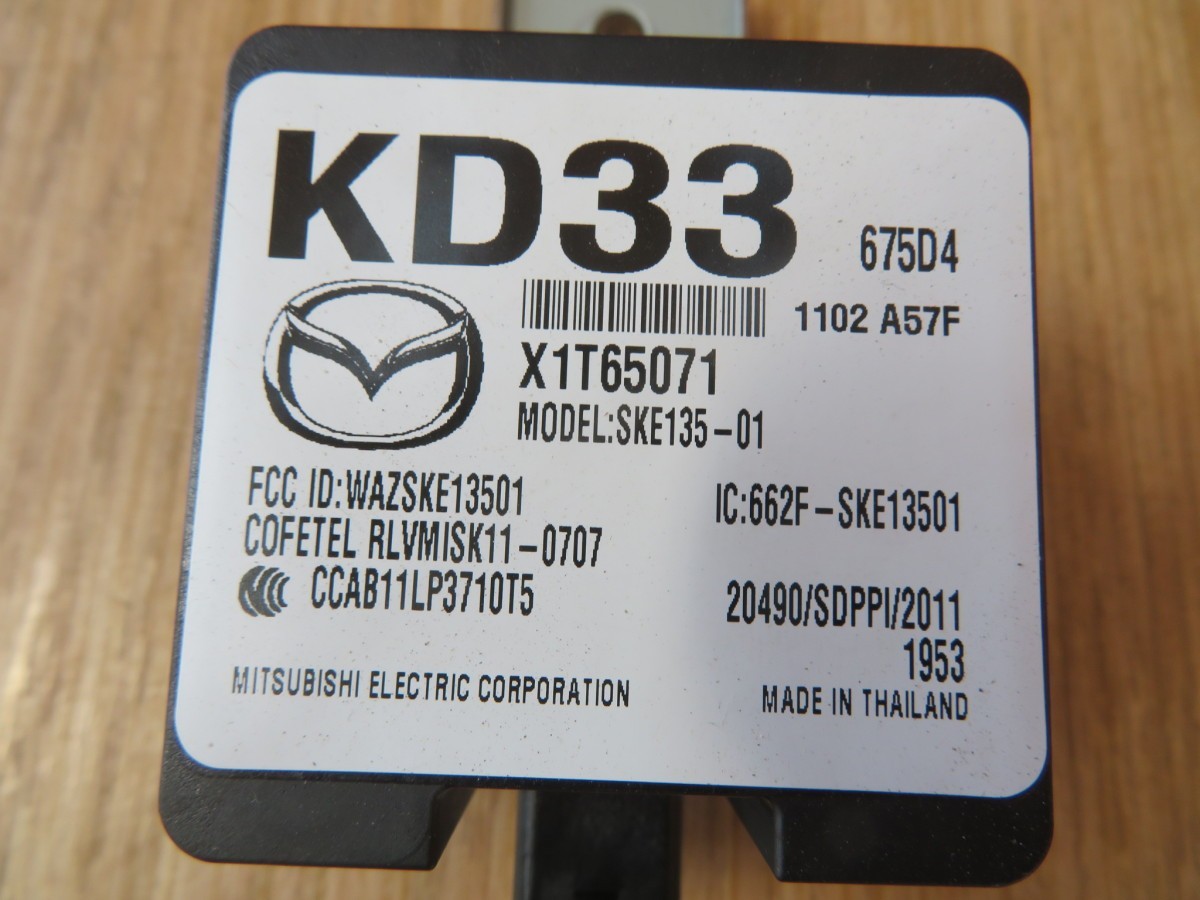 KD33
675D4
1102 A57F
X1T65071
MODEL:SKE135-01
FCC ID:WAZSKE13501
IC:662F-SKE13501
COFETEL RLVMISK11-0707
CCAB11LP3710T5
20490/SDPPI/2011
1953
MITSUBISHI ELECTRIC CORPORATION
MADE IN THAILAND